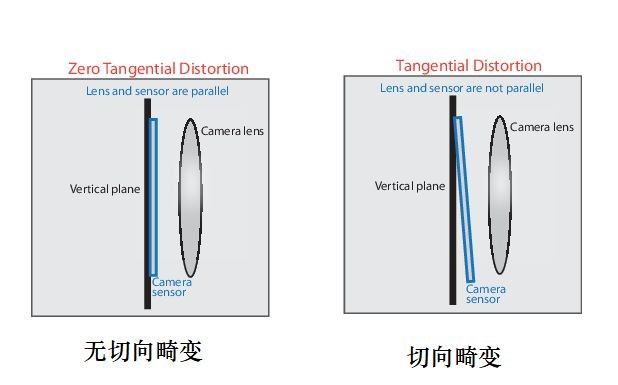 Zero Tangential Distortion
Lens and sensor are parallel
Camera lens
Vertical plane
Camera
sensor
无切向畸变
Tangential Distortion
Lens and sensor are not parallel
Camera lens
Vertical plane
Camera
sensor
切向畸变